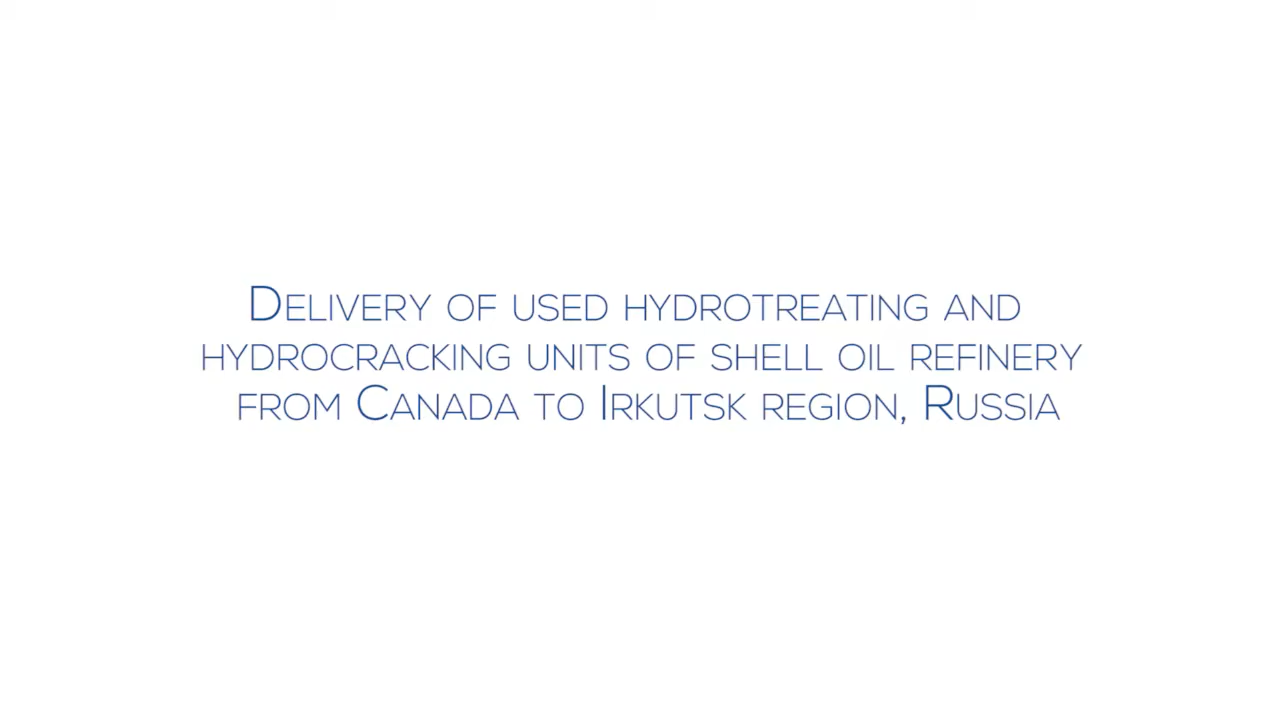 Delivery of used hydrotreating and
hydrocracking units of shell oil refinery
from Canada to Irkutsk region, Russia